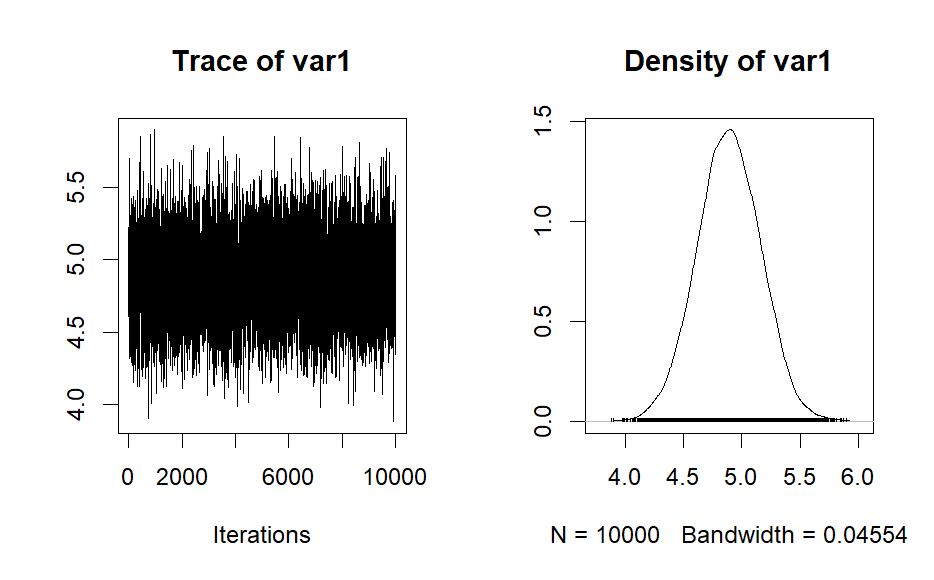 Trace of var1
5.5
5.0
4.5
4.0
0 2000 6000 10000
Iterations
Density of var1
1.5
1.0
0.5
0.0
4.0 4.5 5.0 5.5 6.0
N = 10000 Bandwidth = 0.04554